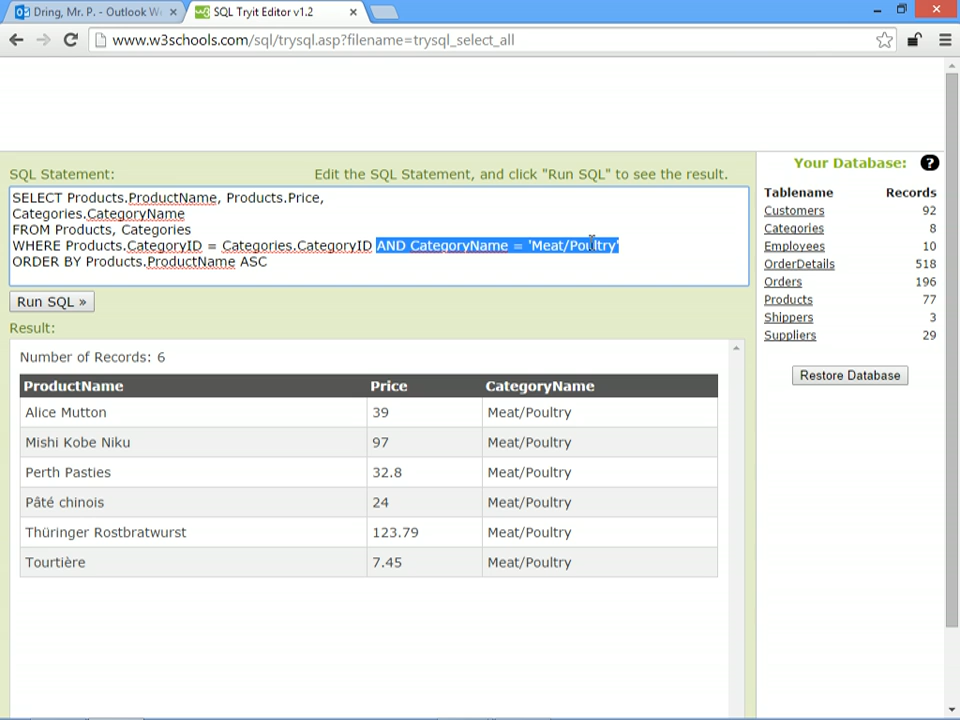 Dring, Mr. P. - Outlook W
SQL Tryit Editor v1.2
www.w3schools.com/sql/trysql.asp?filename=trysql_select_all
SQL Statement:
Edit the SQL Statement, and click "Run SQL" to see the result.
SELECT Products.ProductName, Products.Price,
Categories.CategoryName
FROM Products, Categories
WHERE Products.CategoryID = Categories.CategoryID AND CategoryName = 'Meat/Poultry'
ORDER BY Products.ProductName ASC
Run SQL »
Result:
Number of Records: 6
ProductName Price CategoryName
Alice Mutton 39 Meat/Poultry
Mishi Kobe Niku 97 Meat/Poultry
Perth Pasties 32.8 Meat/Poultry
Pâté chinois 24 Meat/Poultry
Thüringer Rostbratwurst 123.79 Meat/Poultry
Tourtière 7.45 Meat/Poultry
Your Database: ?
Tablename Records
Customers 92
Categories 8
Employees 10
OrderDetails 518
Orders 196
Products 77
Shippers 3
Suppliers 29
Restore Database